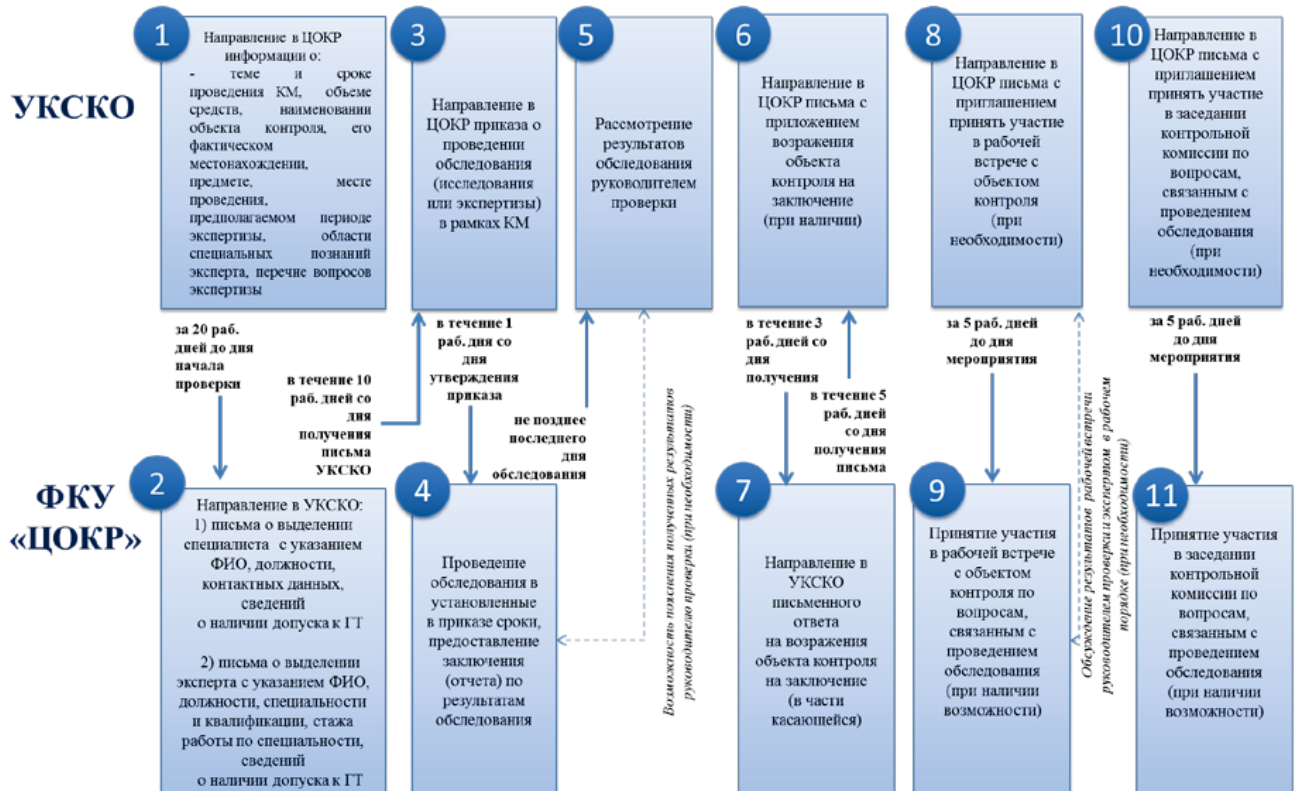 УКСКО
1
Направление в ЦОКР
информации о:
- теме и сроке
проведения КМ, объеме
средств, наименовании
объекта контроля, его
фактическом
местонахождении,
предмете, месте
проведения,
предполагаемом периоде
экспертизы, области
специальных познаний
эксперта, перечне вопросов
экспертизы
3
Направление в
ЦОКР приказа о
проведении
обследования
(исследования
или экспертизы)
в рамках КМ
5
Рассмотрение
результатов
обследования
руководителем
проверки
6
Направление в
ЦОКР письма с
приложением
возражения
объекта
контроля на
заключение
(при наличии)
8
Направление в
ЦОКР письма с
приглашением
принять участие
в рабочей
встрече с
объектом
контроля
(при
необходимости)
10
Направление в
ЦОКР письма с
приглашением
принять участие
в заседании
контрольной
комиссии по
вопросам,
связанным с
проведением
обследования
(при
необходимости)
за 20 раб.
дней до дня
начала
проверки
в течение 10
раб. дней со
дня
получения
письма
УКСКО
в течение 1
раб. дня со
дня
утверждения
приказа
не позднее
последнего
дня
обследования
Возможность пояснения полученных результатов
руководителю проверки (при необходимости)
в течение 3
раб. дней со
дня
получения
в течение 5
раб. дней
со дня
получения
письма
за 5 раб. дней
до дня
мероприятия
Обсуждение результатов рабочей встречи
руководителем проверки и экспертом в рабочем
порядке (при необходимости)
за 5 раб. дней
до дня
мероприятия
ФКУ
«ЦОКР»
2
Направление в УКСКО:
1) письма о выделении
специалиста с указанием
ФИО, должности,
контактных данных,
сведений
о наличии допуска к ГТ
2) письма о выделении
эксперта с указанием ФИО,
должности, специальности
и квалификации, стажа
работы по специальности,
сведений
о наличии допуска к ГТ
4
Проведение
обследования в
установленные
в приказе сроки,
предоставление
заключения
(отчета) по
результатам
обследования
7
Направление в
УКСКО
письменного
ответа
на возражения
объекта контроля
на заключение
(в части
касающейся)
9
Принятие участия
в рабочей встрече
с объектом
контроля по
вопросам,
связанным с
проведением
обследования
(при наличии
возможности)
11
Принятие участия
в заседании
контрольной
комиссии по
вопросам,
связанным с
проведением
обследования
(при наличии
возможности)